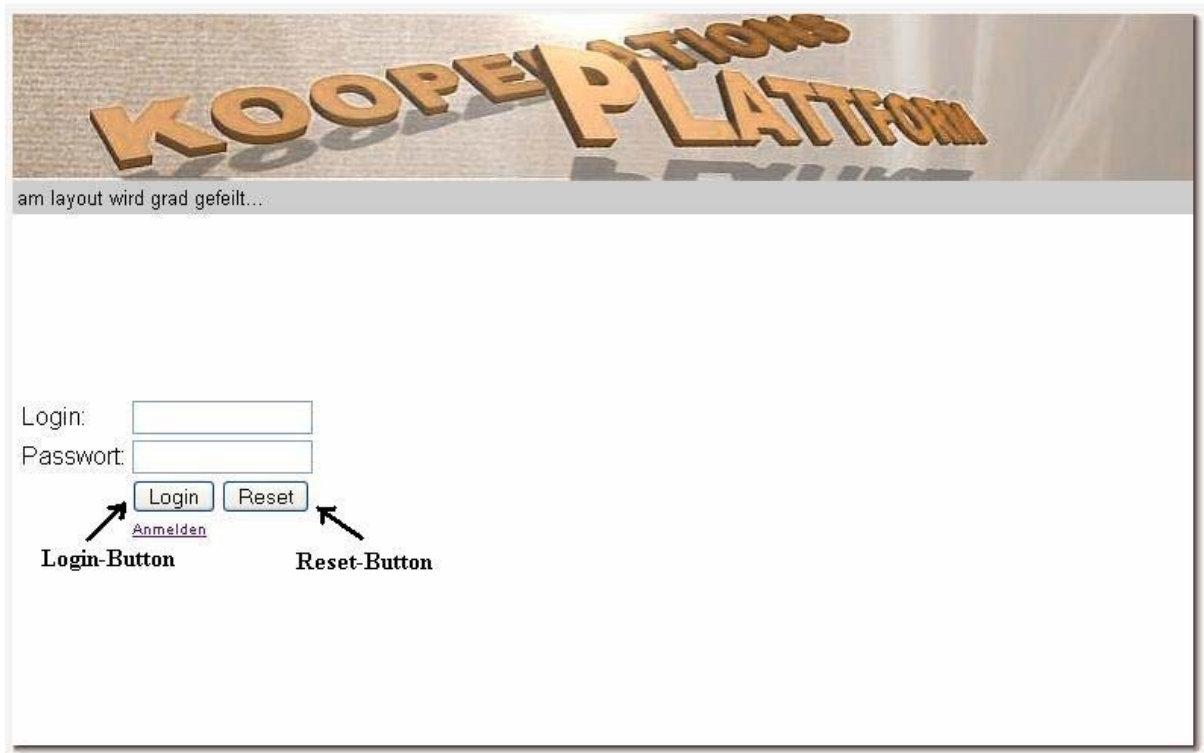 KOOPERATIONS
PLATTFORM
am layout wird grad gefeilt...
Login:
Passwort:
Login Reset
Anmelden
Login-Button Reset-Button